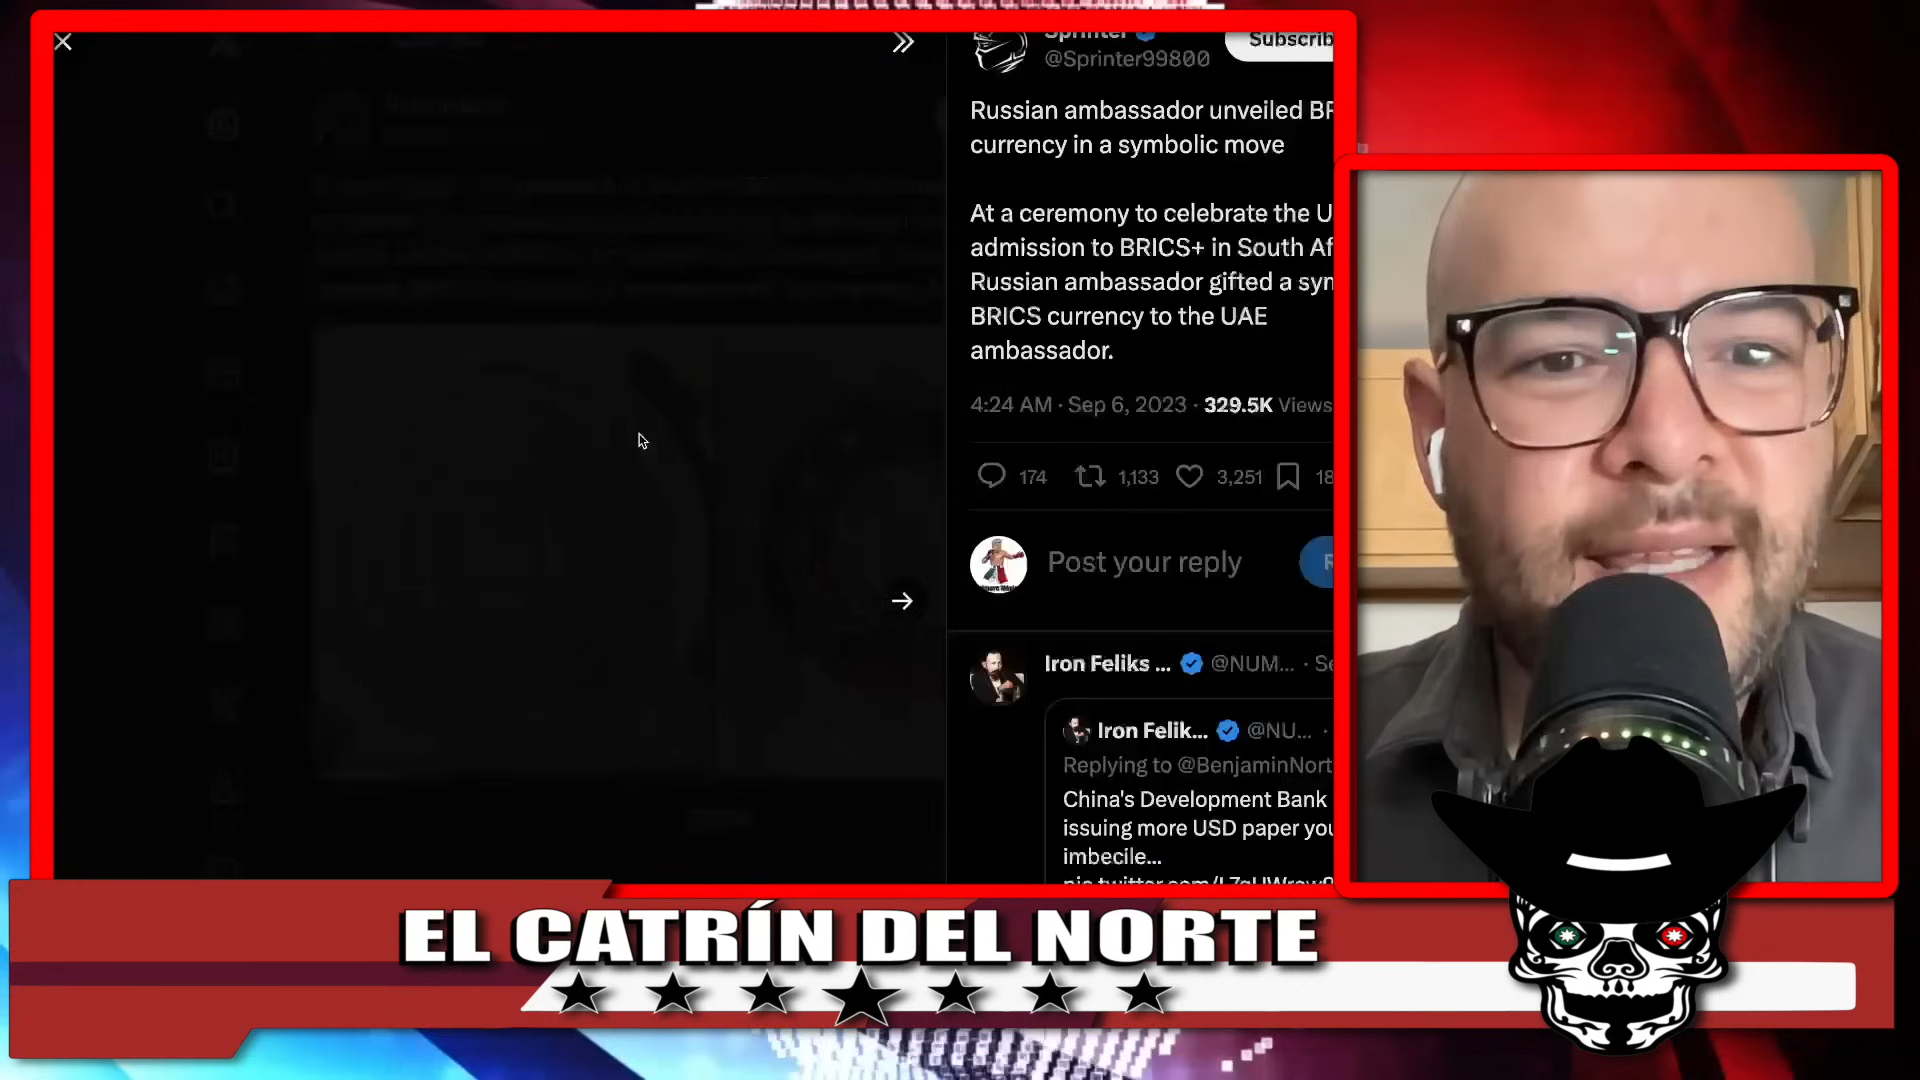 Sprinter
@Sprinter99800
Subscrib
Russian ambassador unveiled BR
currency in a symbolic move
At a ceremony to celebrate the U
admission to BRICS+ in South Af
Russian ambassador gifted a sym
BRICS currency to the UAE
ambassador.
4:24 AM · Sep 6, 2023 · 329.5K Views
174 1,133 3,251 18
Post your reply
R
Iron Feliks ... @NUM... · Se
Iron Felik... @NU... ·
Replying to @BenjaminNort
China's Development Bank
issuing more USD paper you
imbecile...
EL CATRÍN DEL NORTE